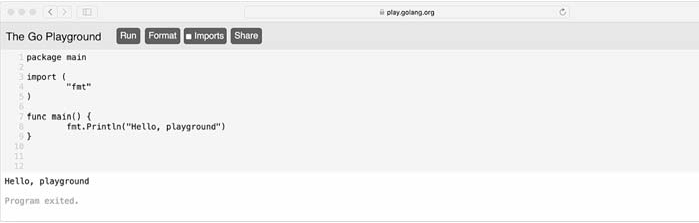 play.golang.org
The Go Playground Run Format Imports Share
1 package main
2
3 import (
4 "fmt"
5 )
6
7 func main() {
8 fmt.Println("Hello, playground")
9 }
10
11
12
Hello, playground
Program exited.